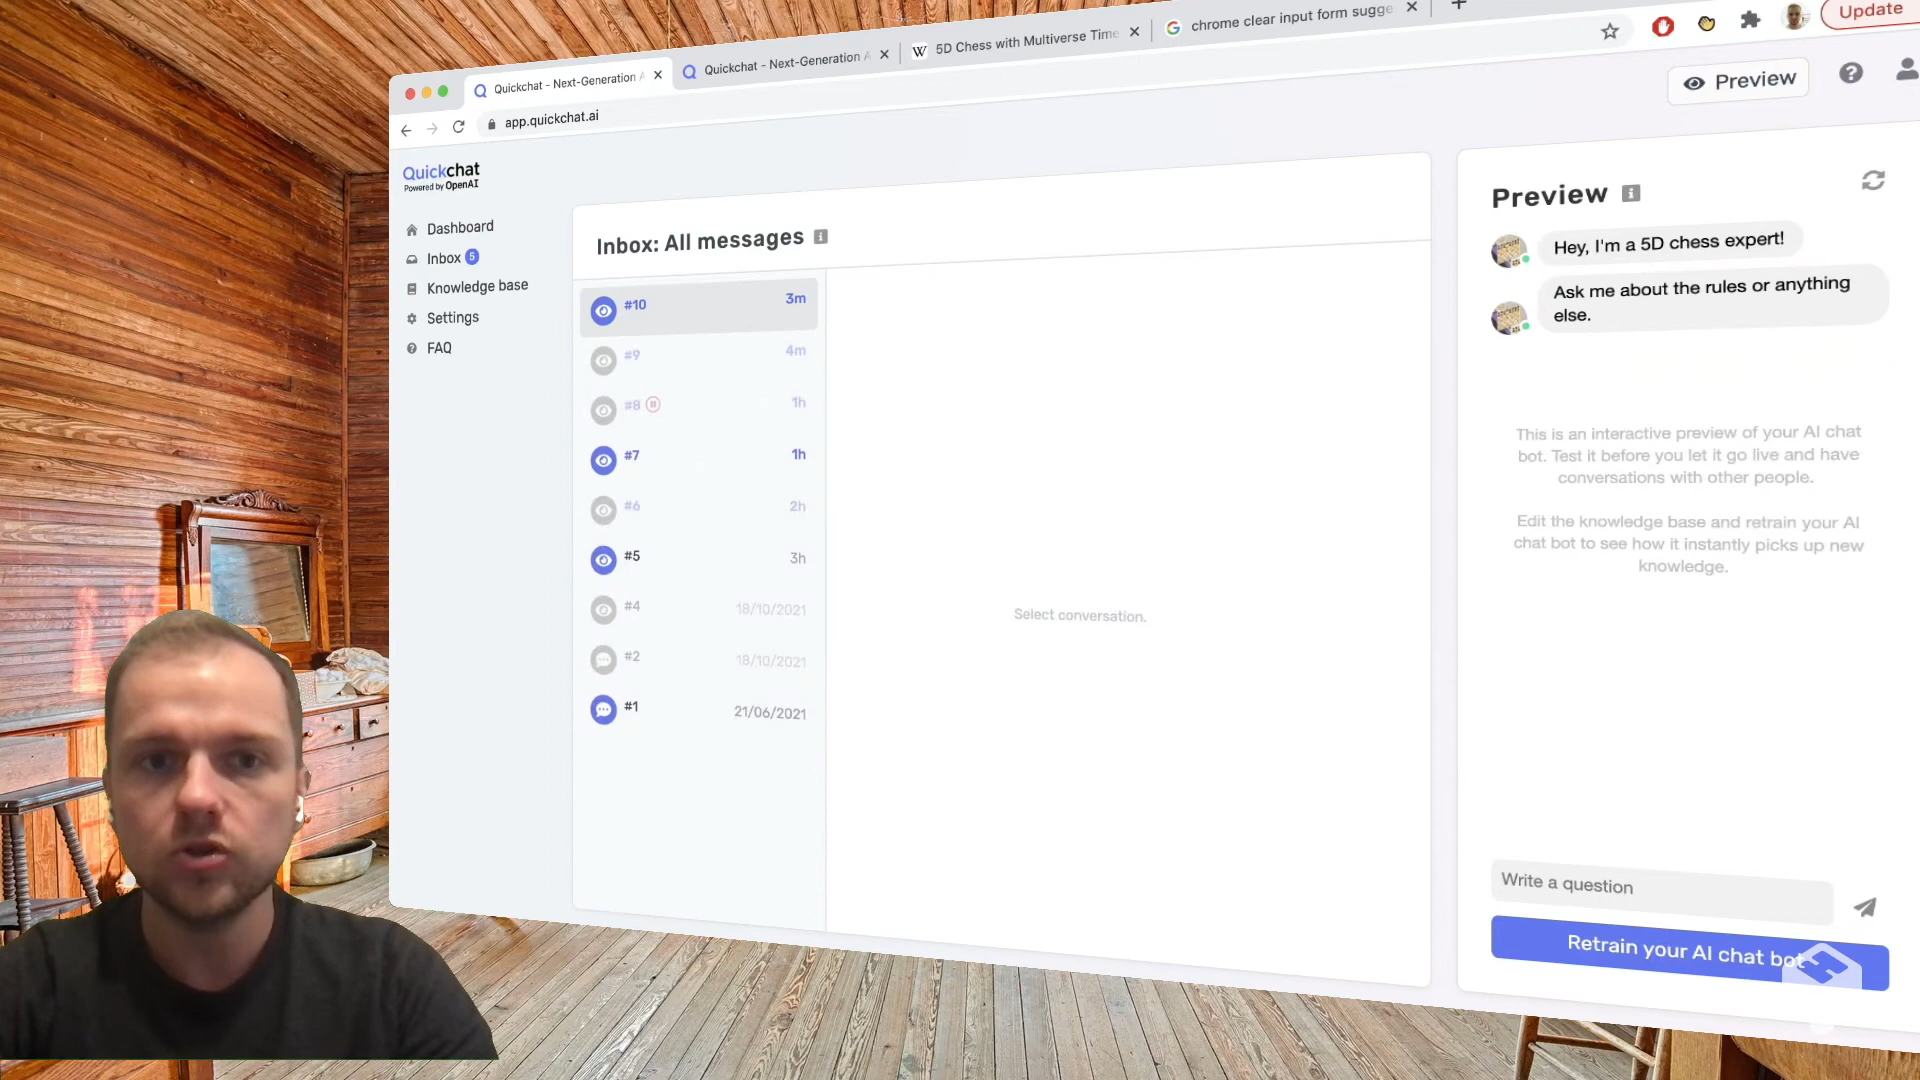 Quickchat - Next-Generation A
Quickchat - Next-Generation A
5D Chess with Multiverse Time
chrome clear input form sugge
Update
app.quickchat.ai
Preview
Quickchat
Powered by OpenAI
Dashboard
Inbox 5
Knowledge base
Settings
FAQ
Inbox: All messages
#10 3m
#9 4m
#8 1h
#7 1h
#6 2h
#5 3h
#4 18/10/2021
#2 18/10/2021
#1 21/06/2021
Select conversation.
Preview
Hey, I'm a 5D chess expert!
Ask me about the rules or anything
else.
This is an interactive preview of your AI chat
bot. Test it before you let it go live and have
conversations with other people.
Edit the knowledge base and retrain your AI
chat bot to see how it instantly picks up new
knowledge.
Write a question
Retrain your AI chat bot